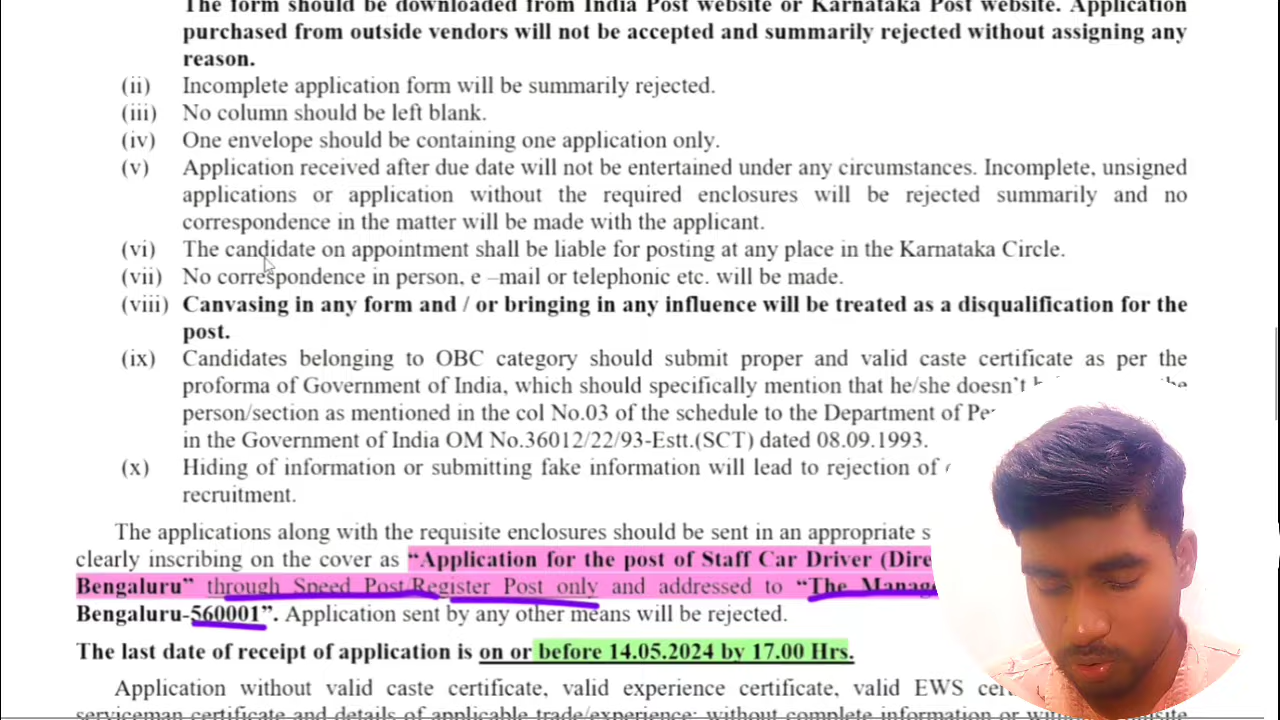 The form should be downloaded from India Post website or Karnataka Post website. Application
purchased from outside vendors will not be accepted and summarily rejected without assigning any
reason.
(ii) Incomplete application form will be summarily rejected.
(iii) No column should be left blank.
(iv) One envelope should be containing one application only.
(v) Application received after due date will not be entertained under any circumstances. Incomplete, unsigned
applications or application without the required enclosures will be rejected summarily and no
correspondence in the matter will be made with the applicant.
(vi) The candidate on appointment shall be liable for posting at any place in the Karnataka Circle.
(vii) No correspondence in person, e –mail or telephonic etc. will be made.
(viii) Canvasing in any form and / or bringing in any influence will be treated as a disqualification for the
post.
(ix) Candidates belonging to OBC category should submit proper and valid caste certificate as per the
proforma of Government of India, which should specifically mention that he/she doesn't
person/section as mentioned in the col No.03 of the schedule to the Department of
in the Government of India OM No.36012/22/93-Estt.(SCT) dated 08.09.1993.
(x) Hiding of information or submitting fake information will lead to rejection of
recruitment.
The applications along with the requisite enclosures should be sent in an appropriate
clearly inscribing on the cover as “Application for the post of Staff Car Driver (Dire
Bengaluru” through Speed Post/Register Post only and addressed to “The Manag
Bengaluru-560001”. Application sent by any other means will be rejected.
The last date of receipt of application is on or before 14.05.2024 by 17.00 Hrs.
Application without valid caste certificate, valid experience certificate, valid EWS
serviceman certificate and details of applicable trade/experience; without complete information or